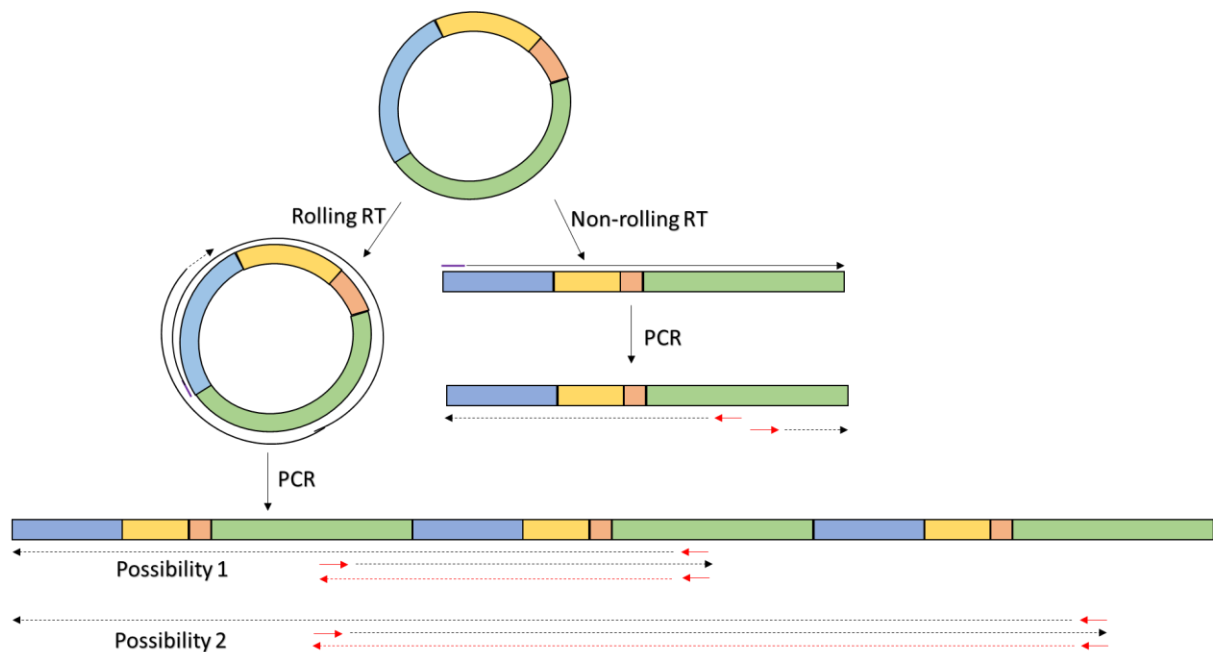 Rolling RT
Non-rolling RT
PCR
PCR
Possibility 1
Possibility 2